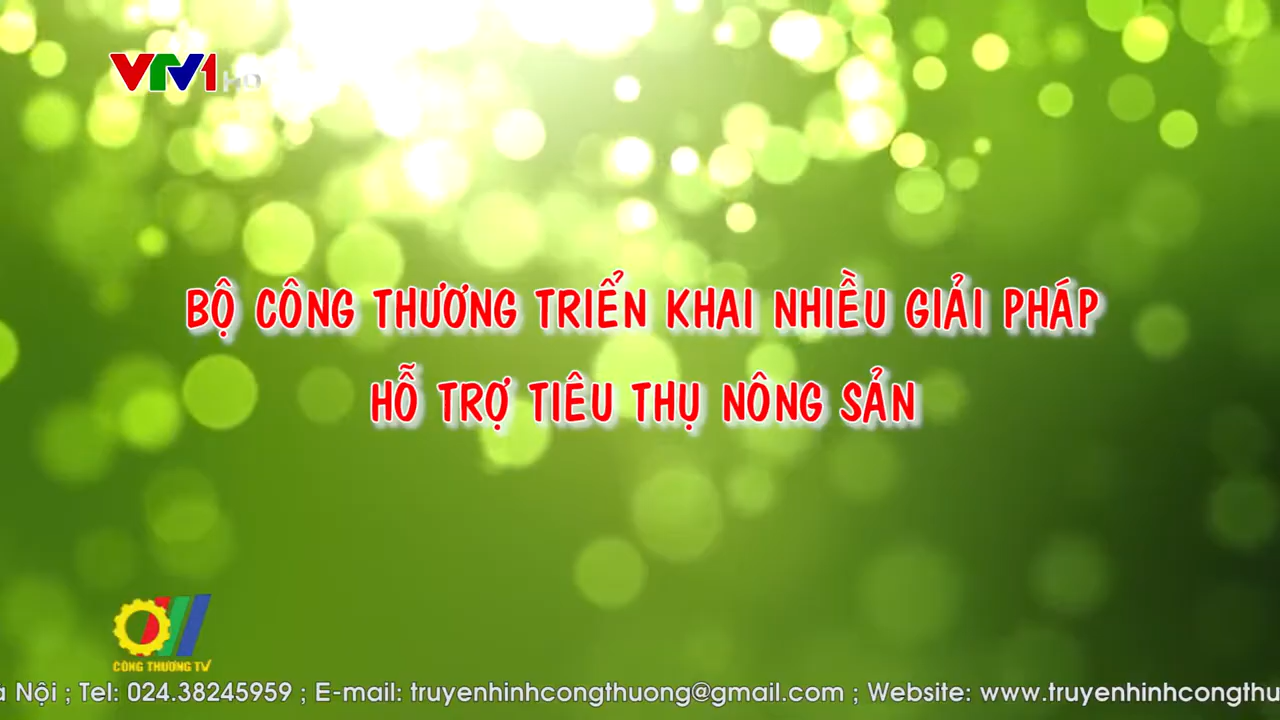 VTV1 HD
BỘ CÔNG THƯƠNG TRIỂN KHAI NHIỀU GIẢI PHÁP
HỖ TRỢ TIÊU THỤ NÔNG SẢN
CÔNG THƯƠNG TV
Nội ; Tel: 024.38245959 ; E-mail: truyenhinhcongthuong@gmail.com ; Website: www.truyenhinhcongthu